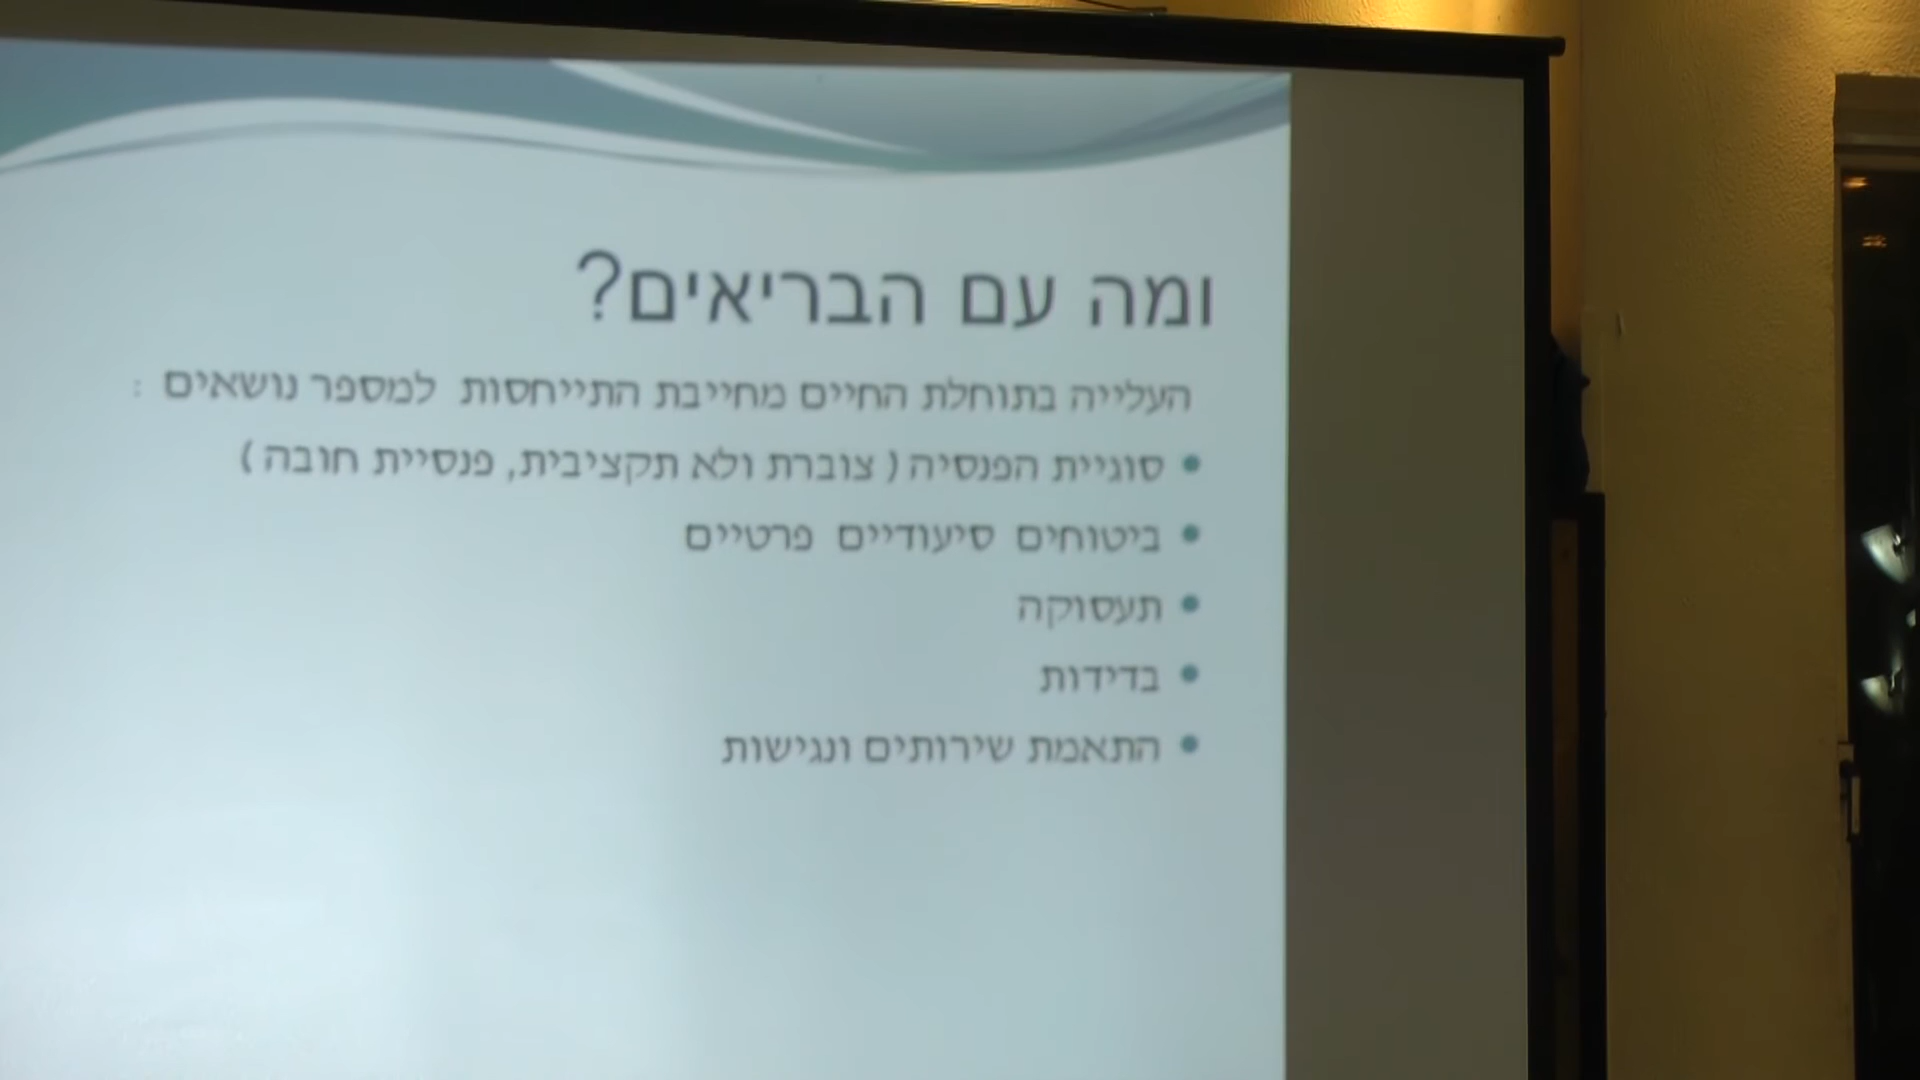 ומה עם הבריאים?
העלייה בתוחלת החיים מחייבת התייחסות למספר נושאים :
• סוגיית הפנסיה ( צוברת ולא תקציבית, פנסיית חובה )
• ביטוחים סיעודיים פרטיים
• תעסוקה
• בדידות
• התאמת שירותים ונגישות